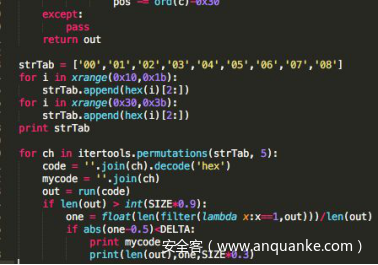 pos -= ord(c)-0x30
except:
pass
return out
strTab = ['00','01','02','03','04','05','06','07','08']
for i in xrange(0x10,0x1b):
strTab.append(hex(i)[2:])
for i in xrange(0x30,0x3b):
strTab.append(hex(i)[2:])
print strTab
for ch in itertools.permutations(strTab, 5):
code = ''.join(ch).decode('hex')
mycode = ''.join(ch)
out = run(code)
if len(out) > int(SIZE*0.9):
one = float(len(filter(lambda x:x==1,out)))/len(out)
if abs(one-0.5)<DELTA:
print mycode
print(len(out),one,SIZE*0.3)
安全客 ( www.anquanke.com )